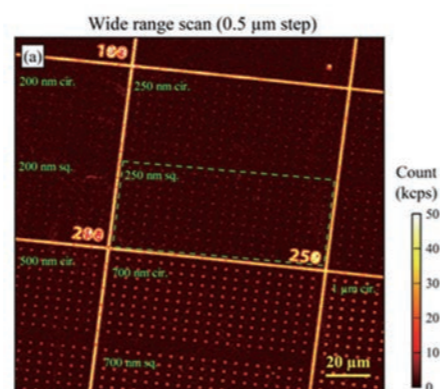 Wide range scan (0.5 µm step)
(a)
100
200 nm cir.
250 nm cir.
200 nm sq.
250 nm sq.
200
250
500 nm cir.
700 nm cir.
1 µm cir.
700 nm sq.
20 µm
Count
(kcps)
50
40
30
20
10
0